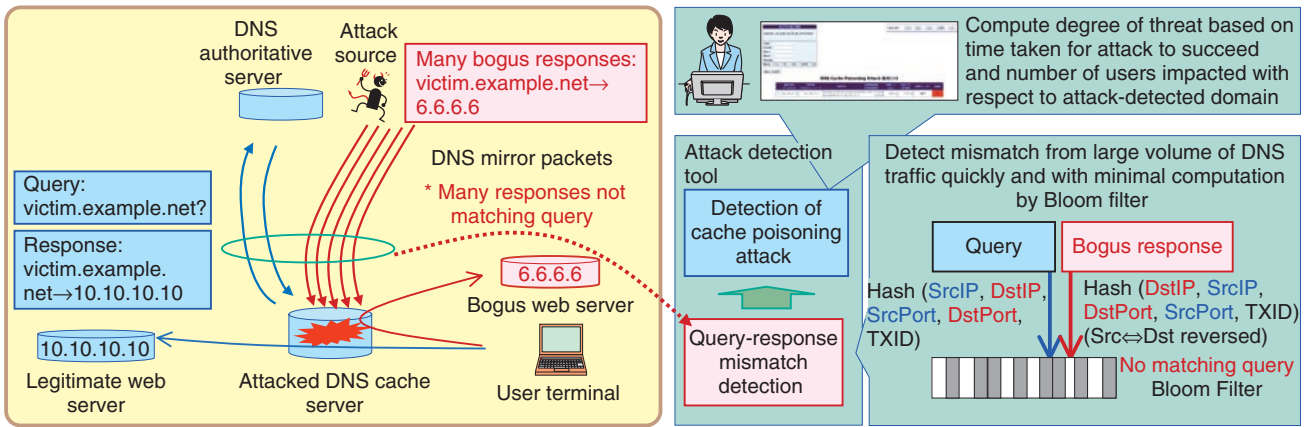 DNS
authoritative
server
Attack
source
Many bogus responses:
victim.example.net→
6.6.6.6
Query:
victim.example.net?
Response:
victim.example.
net→10.10.10.10
DNS mirror packets
* Many responses not
matching query
6.6.6.6
Bogus web server
10.10.10.10
Legitimate web
server
Attacked DNS cache
server
User terminal
Compute degree of threat based on
time taken for attack to succeed
and number of users impacted with
respect to attack-detected domain
DNS Cache Poisoning Attack
Attack detection
tool
Detection of
cache poisoning
attack
Query-response
mismatch
detection
Detect mismatch from large volume of DNS
traffic quickly and with minimal computation
by Bloom filter
Query
Bogus response
Hash (SrcIP, DstIP,
SrcPort, DstPort,
TXID)
Hash (DstIP, SrcIP,
DstPort, SrcPort, TXID)
(Src⇔Dst reversed)
No matching query
Bloom Filter